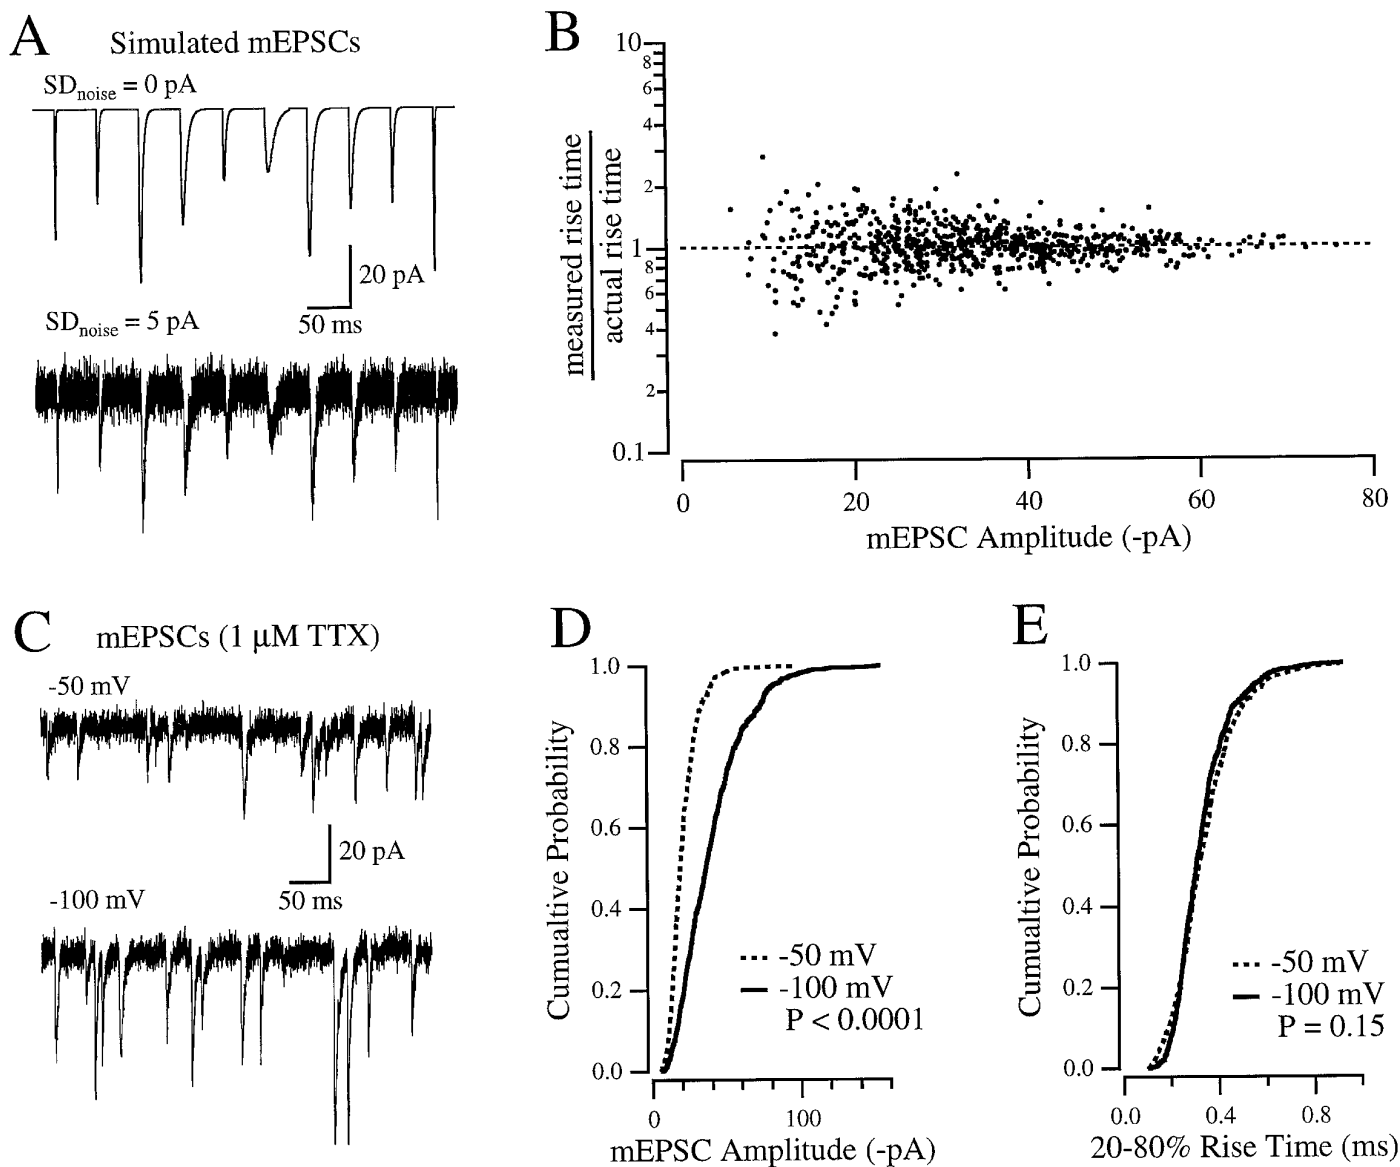 A
Simulated mEPSCs
SDnoise = 0 pA
20 pA
50 ms
SDnoise = 5 pA
B
measured rise time
actual rise time
10
8
6
4
2
1
8
6
4
2
0.1
0 20 40 60 80
mEPSC Amplitude (-pA)
C
mEPSCs (1 μM TTX)
-50 mV
20 pA
50 ms
-100 mV
D
Cumualtive Probability
1.0
0.8
0.6
0.4
0.2
0.0
-50 mV
-100 mV
P < 0.0001
0 100
mEPSC Amplitude (-pA)
E
Cumualtive Probability
1.0
0.8
0.6
0.4
0.2
0.0
-50 mV
-100 mV
P = 0.15
0.0 0.4 0.8
20-80% Rise Time (ms)